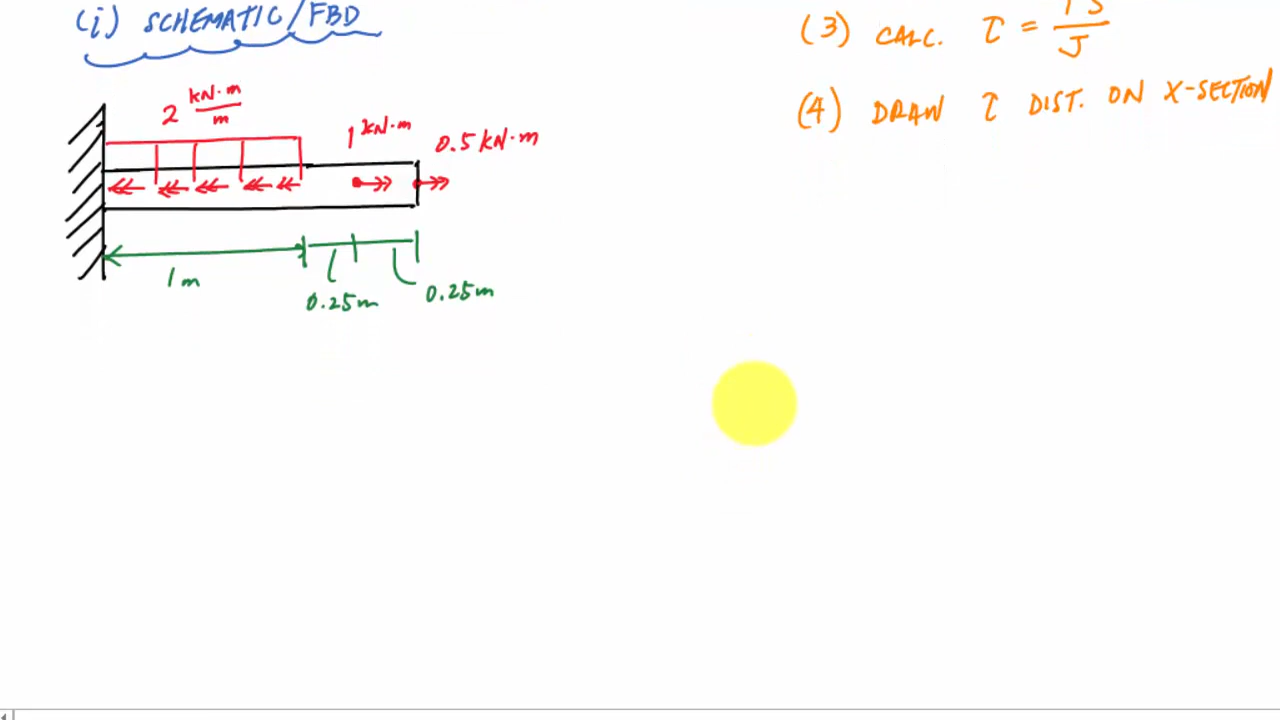 (i) SCHEMATIC/FBD
2 kN·m/m
1 kN·m
0.5 kN·m
1 m
0.25m
0.25m
(3) CALC. τ = /J
(4) DRAW τ DIST. ON X-SECTION